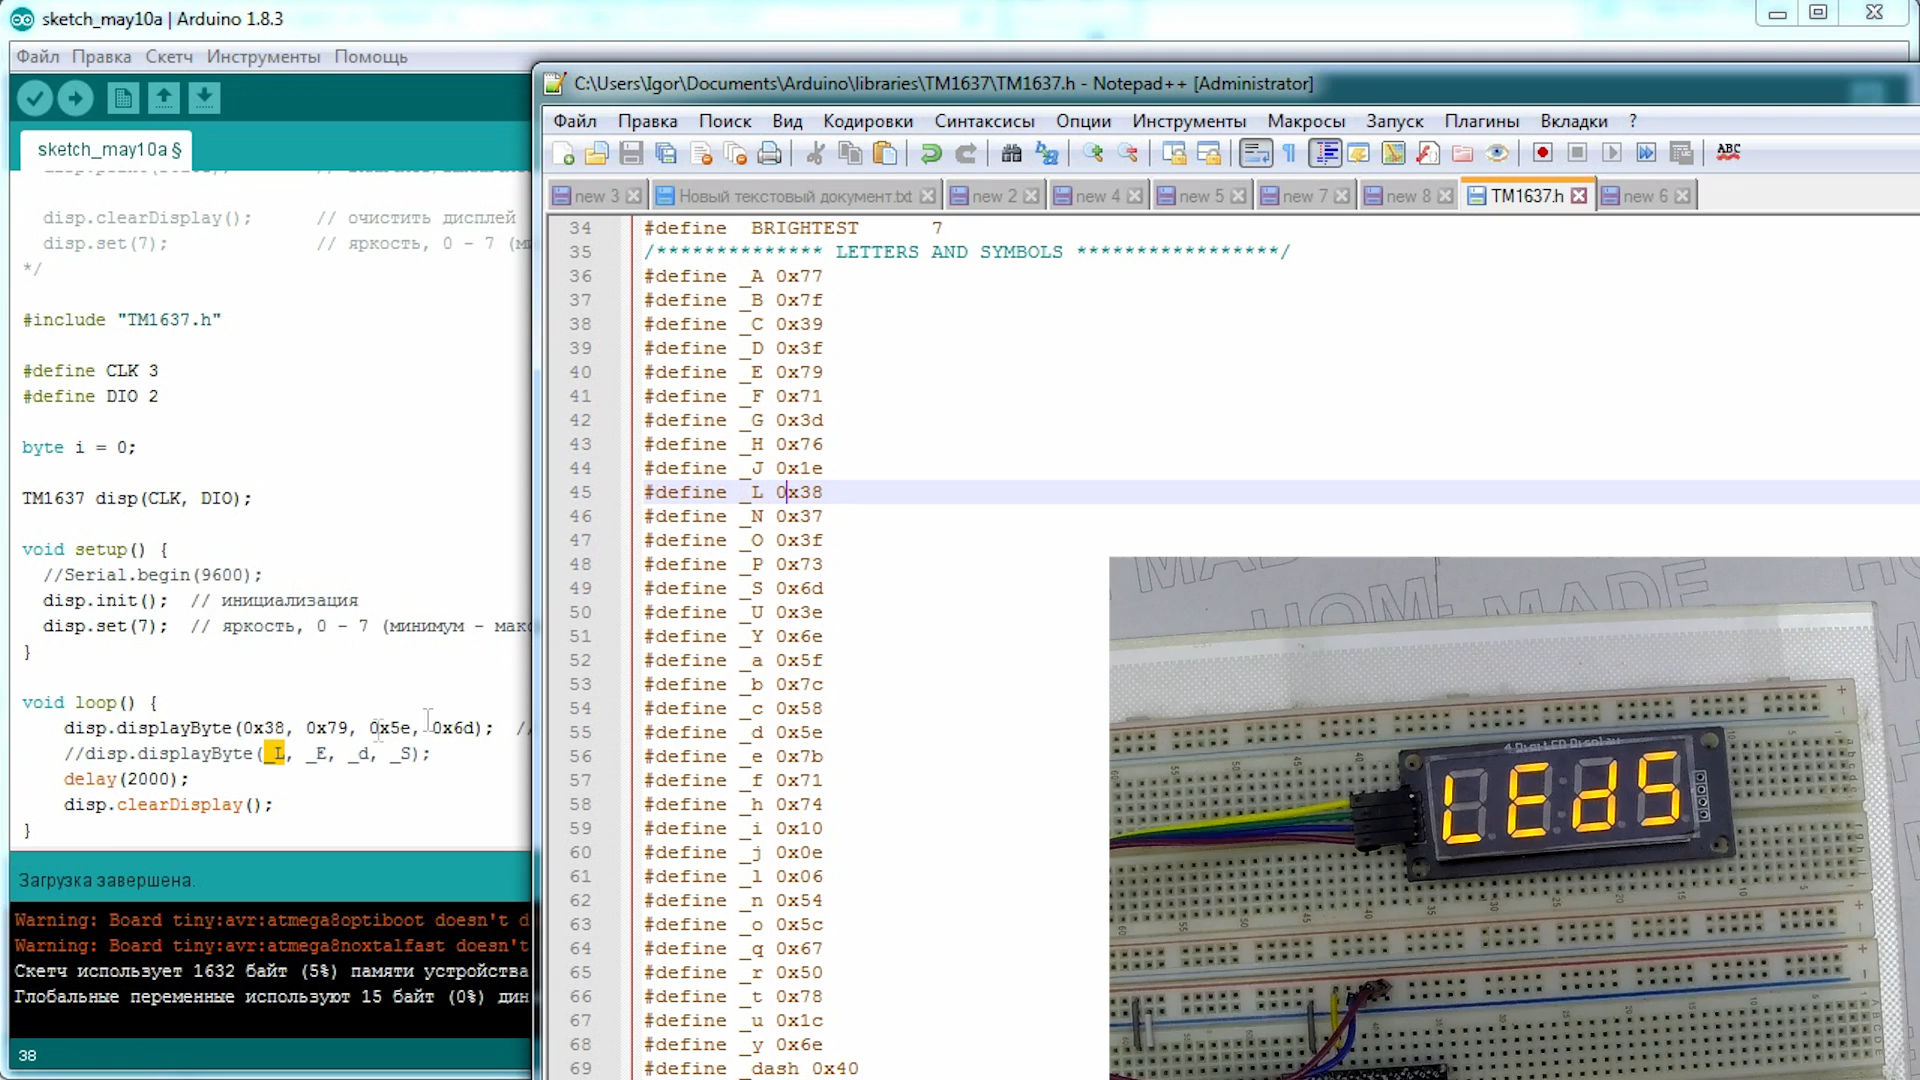 sketch_may10a | Arduino 1.8.3
Файл Правка Скетч Инструменты Помощь
sketch_may10a §
disp.clearDisplay(); // очистить дисплей
disp.set(7); // яркость, 0 - 7 (ми
*/
#include "TM1637.h"
#define CLK 3
#define DIO 2
byte i = 0;
TM1637 disp(CLK, DIO);
void setup() {
//Serial.begin(9600);
disp.init(); // инициализация
disp.set(7); // яркость, 0 - 7 (минимум - мак
}
void loop() {
disp.displayByte(0x38, 0x79, 0x5e, 0x6d); //
//disp.displayByte(_L, _E, _d, _S);
delay(2000);
disp.clearDisplay();
}
Загрузка завершена.
Warning: Board tiny:avr:atmega8optiboot doesn't d
Warning: Board tiny:avr:atmega8noxtalfast doesn't
Скетч использует 1632 байт (5%) памяти устройства
Глобальные переменные используют 15 байт (0%) дин
38
C:\Users\Igor\Documents\Arduino\libraries\TM1637\TM1637.h - Notepad++ [Administrator]
Файл Правка Поиск Вид Кодировки Синтаксисы Опции Инструменты Макросы Запуск Плагины Вкладки ?
ABC
new 3 Новый текстовый документ.txt new 2 new 4 new 5 new 7 new 8 TM1637.h new 6
34 #define BRIGHTEST 7
35 /************** LETTERS AND SYMBOLS *****************/
36 #define _A 0x77
37 #define _B 0x7f
38 #define _C 0x39
39 #define _D 0x3f
40 #define _E 0x79
41 #define _F 0x71
42 #define _G 0x3d
43 #define _H 0x76
44 #define _J 0x1e
45 #define _L 0x38
46 #define _N 0x37
47 #define _O 0x3f
48 #define _P 0x73
49 #define _S 0x6d
50 #define _U 0x3e
51 #define _Y 0x6e
52 #define _a 0x5f
53 #define _b 0x7c
54 #define _c 0x58
55 #define _d 0x5e
56 #define _e 0x7b
57 #define _f 0x71
58 #define _h 0x74
59 #define _i 0x10
60 #define _j 0x0e
61 #define _l 0x06
62 #define _n 0x54
63 #define _o 0x5c
64 #define _q 0x67
65 #define _r 0x50
66 #define _t 0x78
67 #define _u 0x1c
68 #define _y 0x6e
69 #define _dash 0x40
MADE
4 Digit LED Display
LEdS